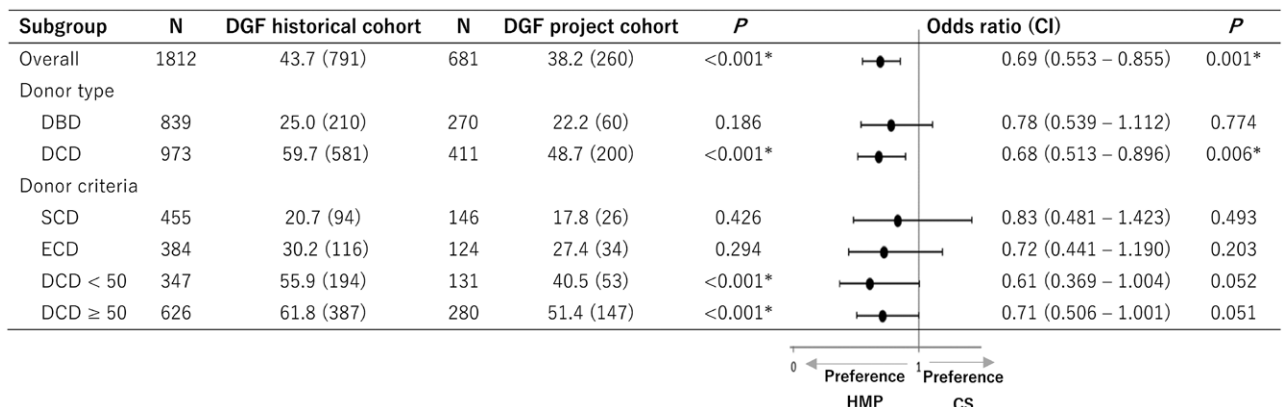 Subgroup N DGF historical cohort N DGF project cohort P Odds ratio (CI) P
Overall 1812 43.7 (791) 681 38.2 (260) <0.001* 0.69 (0.553 – 0.855) 0.001*
Donor type
DBD 839 25.0 (210) 270 22.2 (60) 0.186 0.78 (0.539 – 1.112) 0.774
DCD 973 59.7 (581) 411 48.7 (200) <0.001* 0.68 (0.513 – 0.896) 0.006*
Donor criteria
SCD 455 20.7 (94) 146 17.8 (26) 0.426 0.83 (0.481 – 1.423) 0.493
ECD 384 30.2 (116) 124 27.4 (34) 0.294 0.72 (0.441 – 1.190) 0.203
DCD < 50 347 55.9 (194) 131 40.5 (53) <0.001* 0.61 (0.369 – 1.004) 0.052
DCD ≥ 50 626 61.8 (387) 280 51.4 (147) <0.001* 0.71 (0.506 – 1.001) 0.051
0 1
Preference Preference
HMP CS